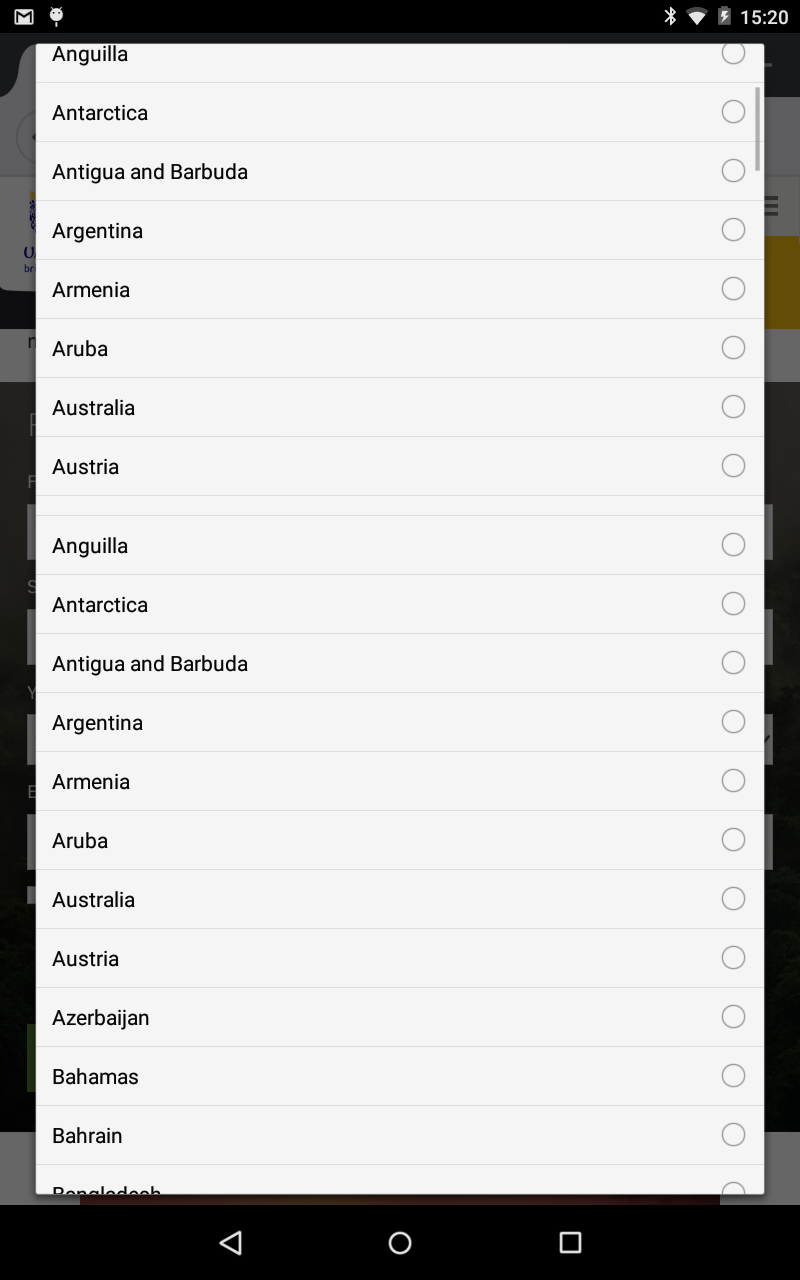 15:20
Anguilla
Antarctica
Antigua and Barbuda
Argentina
Armenia
Aruba
Australia
Austria
Anguilla
Antarctica
Antigua and Barbuda
Argentina
Armenia
Aruba
Australia
Austria
Azerbaijan
Bahamas
Bahrain
Bangladesh